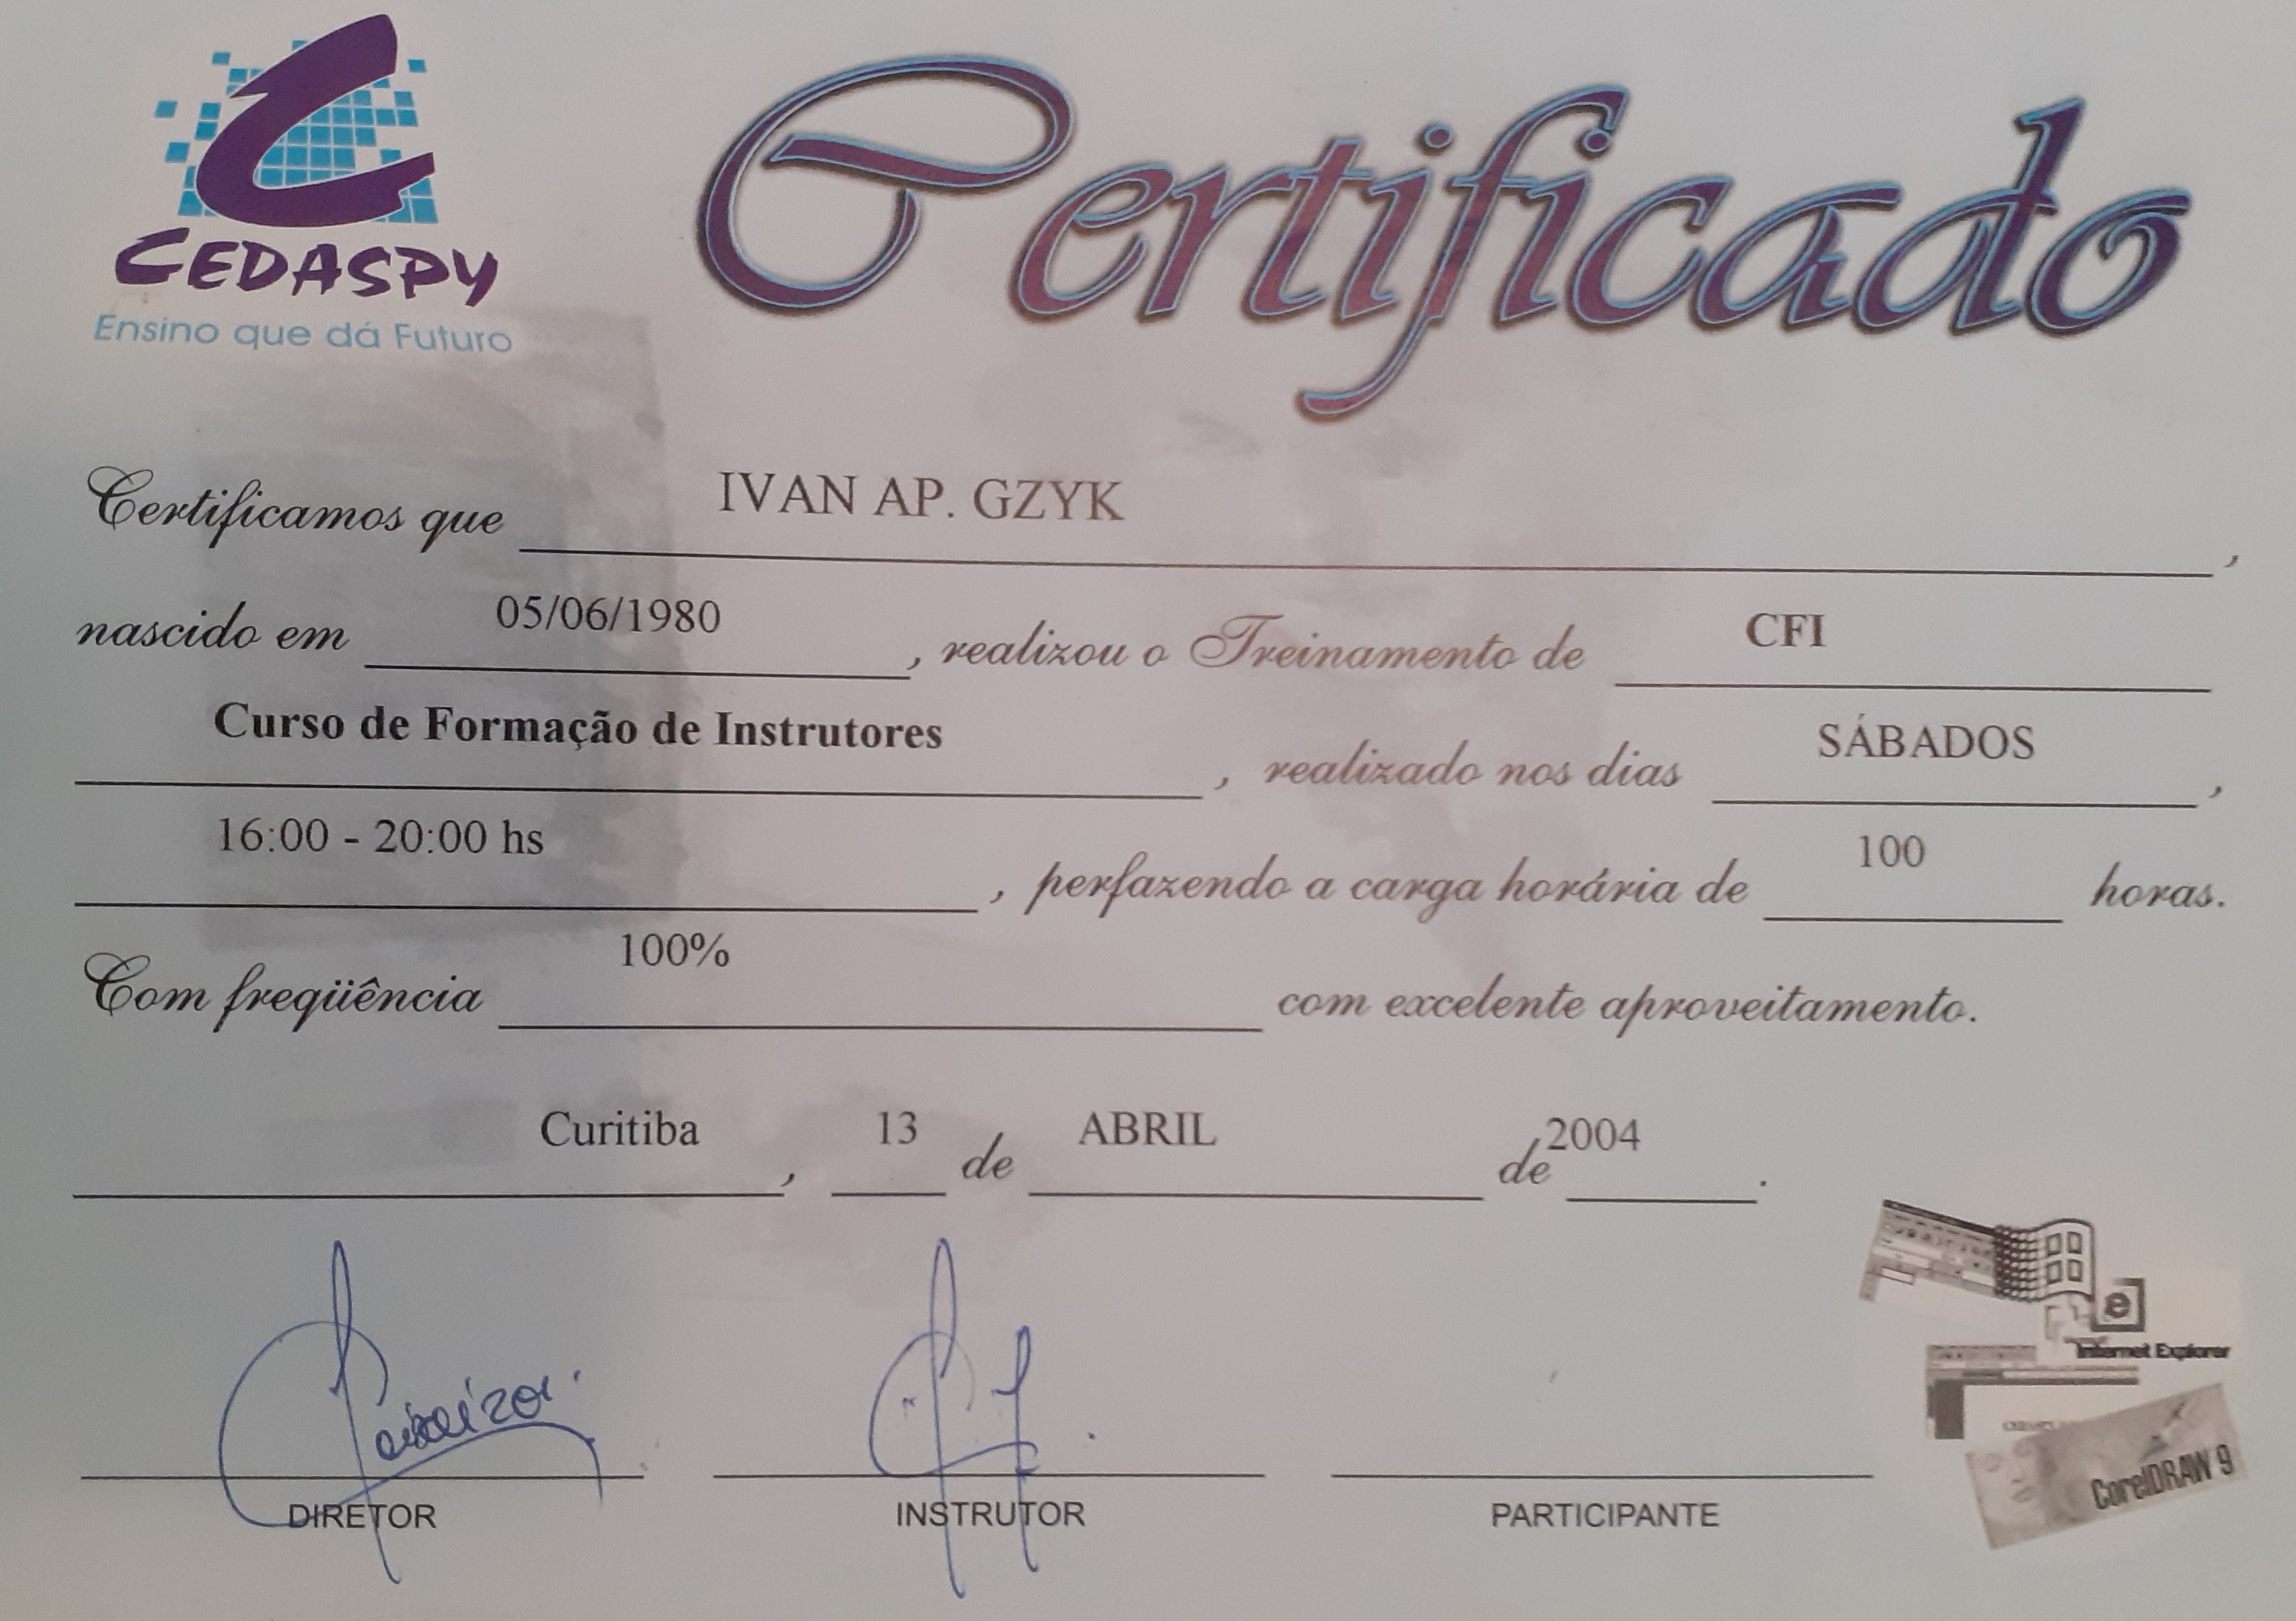 CEDASPY
Ensino que dá Futuro
Certificado
Certificamos que IVAN AP. GZYK ,
nascido em 05/06/1980 , realizou o Treinamento de CFI
Curso de Formação de Instrutores , realizado nos dias SÁBADOS ,
16:00 - 20:00 hs , perfazendo a carga horária de 100 horas.
Com freqüência 100% com excelente aproveitamento.
Curitiba , 13 de ABRIL de 2004 .
Internet Explorer
CorelDRAW 9
DIRETOR INSTRUTOR PARTICIPANTE